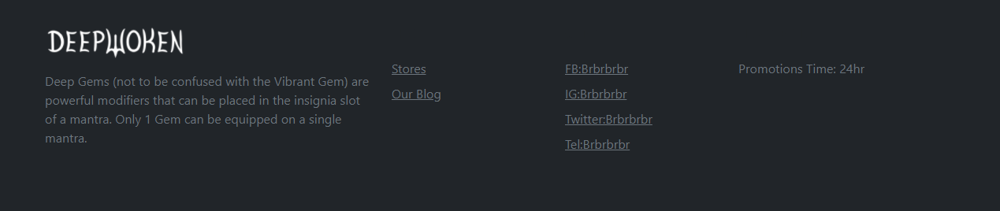 DEEPWOKEN
Deep Gems (not to be confused with the Vibrant Gem) are
powerful modifiers that can be placed in the insignia slot
of a mantra. Only 1 Gem can be equipped on a single
mantra.
Stores
Our Blog
FB:Brbrbrbr
IG:Brbrbrbr
Twitter:Brbrbrbr
Tel:Brbrbrbr
Promotions Time: 24hr